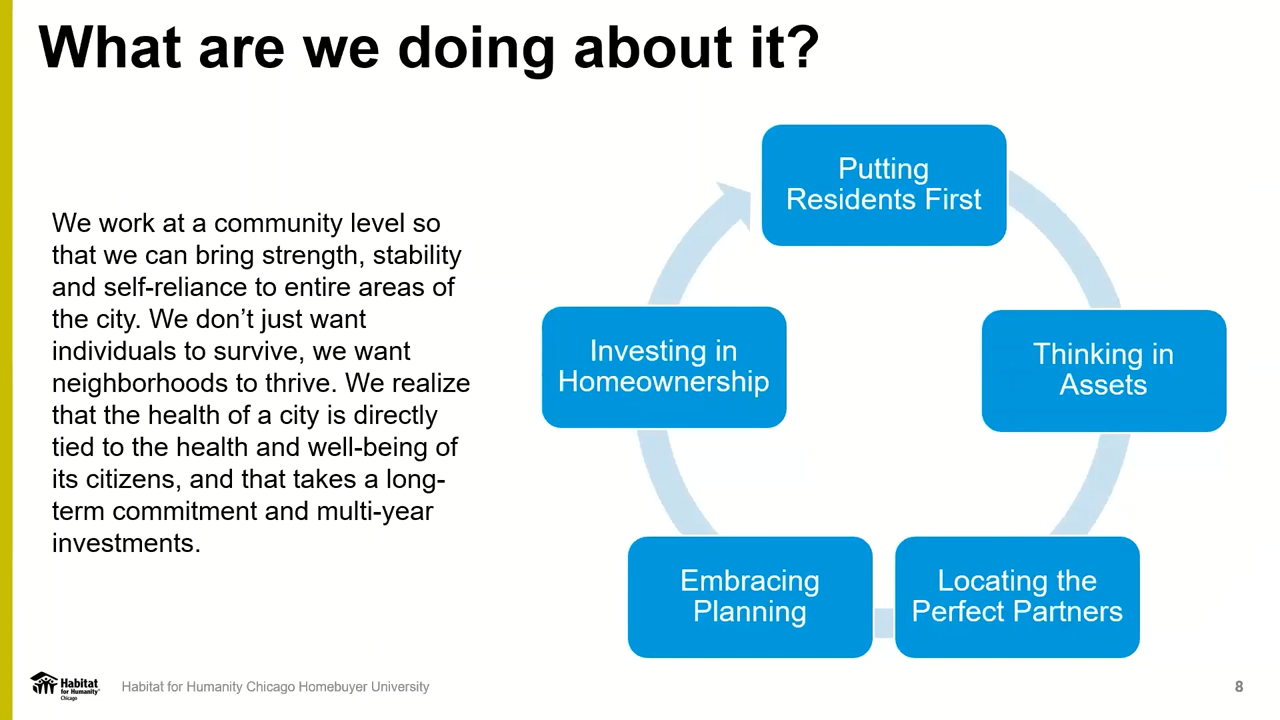 What are we doing about it?
We work at a community level so
that we can bring strength, stability
and self-reliance to entire areas of
the city. We don’t just want
individuals to survive, we want
neighborhoods to thrive. We realize
that the health of a city is directly
tied to the health and well-being of
its citizens, and that takes a long-
term commitment and multi-year
investments.
Putting
Residents First
Thinking in
Assets
Locating the
Perfect Partners
Embracing
Planning
Investing in
Homeownership
Habitat
for Humanity
Chicago
Habitat for Humanity Chicago Homebuyer University
8